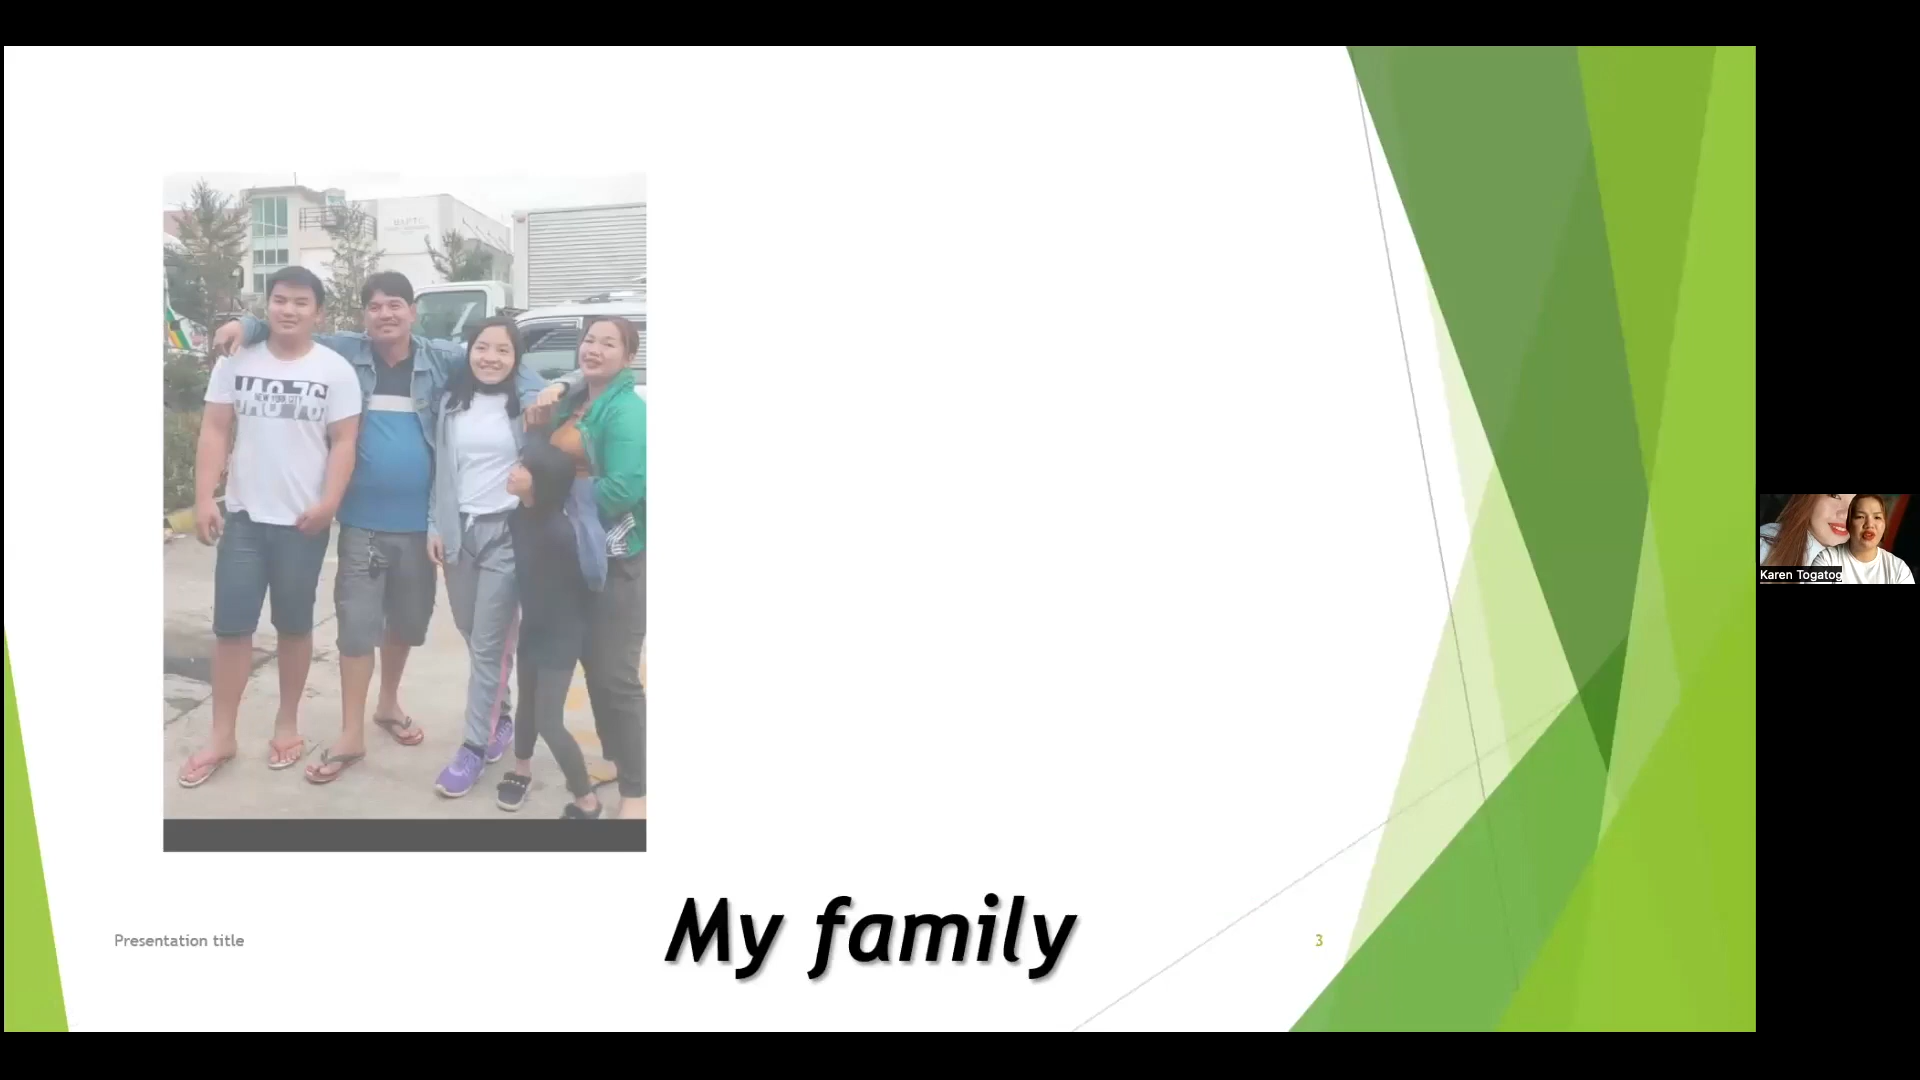 NEW YORK CITY
My family
Presentation title
3
Karen Togatog